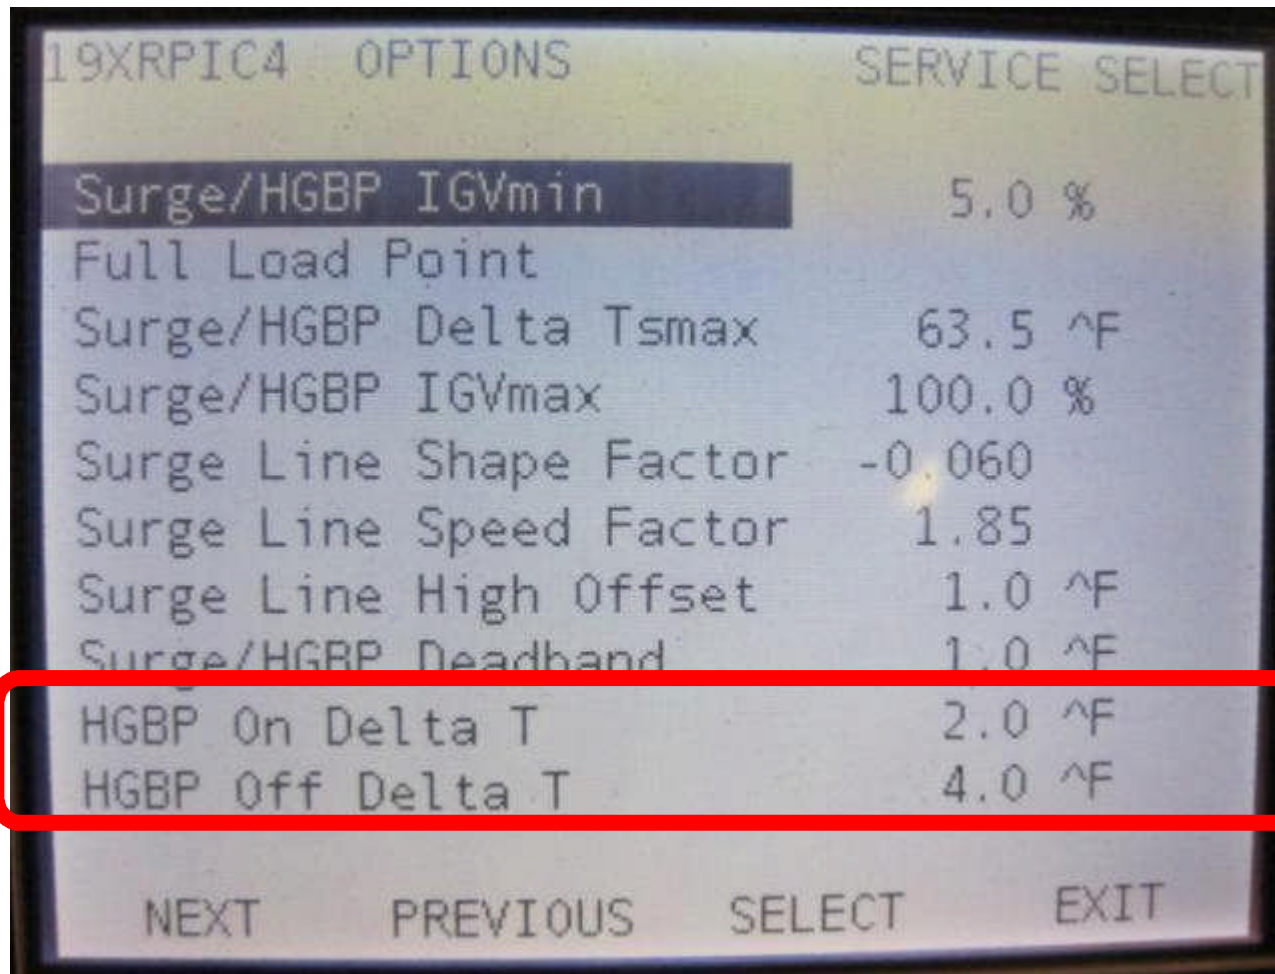 19XRPIC4 OPTIONS SERVICE SELECT
Surge/HGBP IGVmin 5.0 %
Full Load Point
Surge/HGBP Delta Tsmax 63.5 ^F
Surge/HGBP IGVmax 100.0 %
Surge Line Shape Factor -0.060
Surge Line Speed Factor 1.85
Surge Line High Offset 1.0 ^F
Surge/HGBP Deadband 1.0 ^F
HGBP On Delta T 2.0 ^F
HGBP Off Delta T 4.0 ^F
NEXT PREVIOUS SELECT EXIT